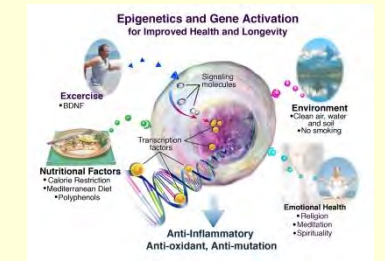 Epigenetics and Gene Activation
for Improved Health and Longevity
Signaling
molecules
Excercise
•BDNF
Environment
•Clean air, water
and soil
•No smoking
Transcription
factors
Nutritional Factors
•Calorie Restriction
•Mediterranean Diet
•Polyphenols
Emotional Health
•Religion
•Meditation
•Spirituality
Anti-Inflammatory
Anti-oxidant, Anti-mutation